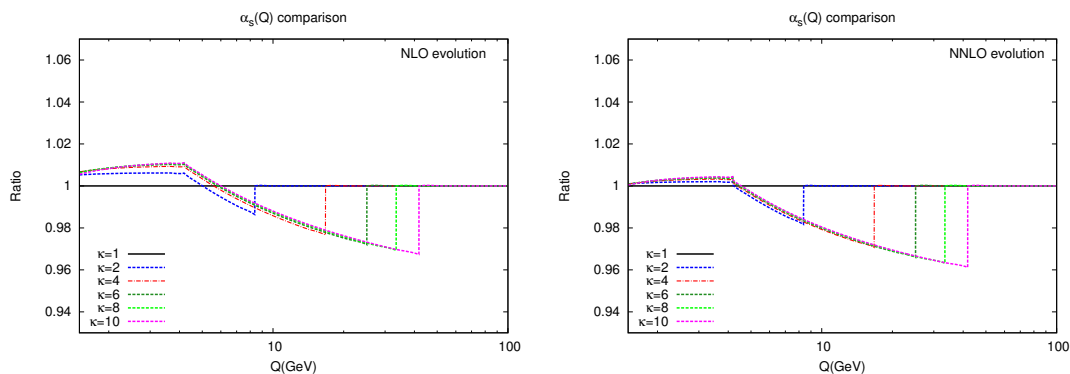 αs(Q) comparison
NLO evolution
Ratio
1.06
1.04
1.02
1
0.98
0.96
0.94
κ=1
κ=2
κ=4
κ=6
κ=8
κ=10
10
100
Q(GeV)
αs(Q) comparison
NNLO evolution
Ratio
1.06
1.04
1.02
1
0.98
0.96
0.94
κ=1
κ=2
κ=4
κ=6
κ=8
κ=10
10
100
Q(GeV)